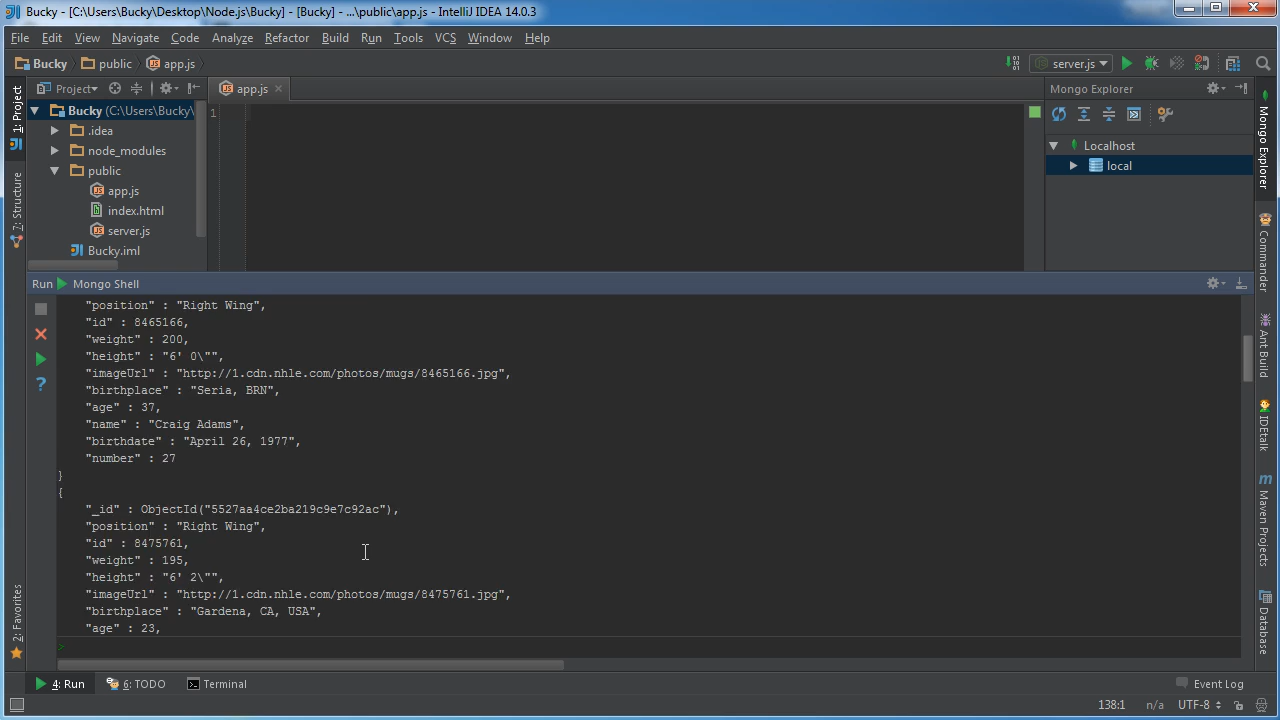 Bucky - [C:\Users\Bucky\Desktop\Node.js\Bucky] - [Bucky] - ...\public\app.js - IntelliJ IDEA 14.0.3
File Edit View Navigate Code Analyze Refactor Build Run Tools VCS Window Help
Bucky public app.js server.js
1: Project
7: Structure
2: Favorites
Project
Bucky (C:\Users\Bucky\
.idea
node_modules
public
app.js
index.html
server.js
Bucky.iml
app.js
1
Mongo Explorer
Localhost
local
Mongo Explorer
Commander
Ant Build
IDEtalk
Maven Projects
Database
Run Mongo Shell
"position" : "Right Wing",
"id" : 8465166,
"weight" : 200,
"height" : "6' 0\"",
"imageUrl" : "http://1.cdn.nhle.com/photos/mugs/8465166.jpg",
"birthplace" : "Seria, BRN",
"age" : 37,
"name" : "Craig Adams",
"birthdate" : "April 26, 1977",
"number" : 27
}
{
"_id" : ObjectId("5527aa4ce2ba219c9e7c92ac"),
"position" : "Right Wing",
"id" : 8475761,
"weight" : 195,
"height" : "6' 2\"",
"imageUrl" : "http://1.cdn.nhle.com/photos/mugs/8475761.jpg",
"birthplace" : "Gardena, CA, USA",
"age" : 23,
>
4: Run 6: TODO Terminal Event Log
138:1 n/a UTF-8